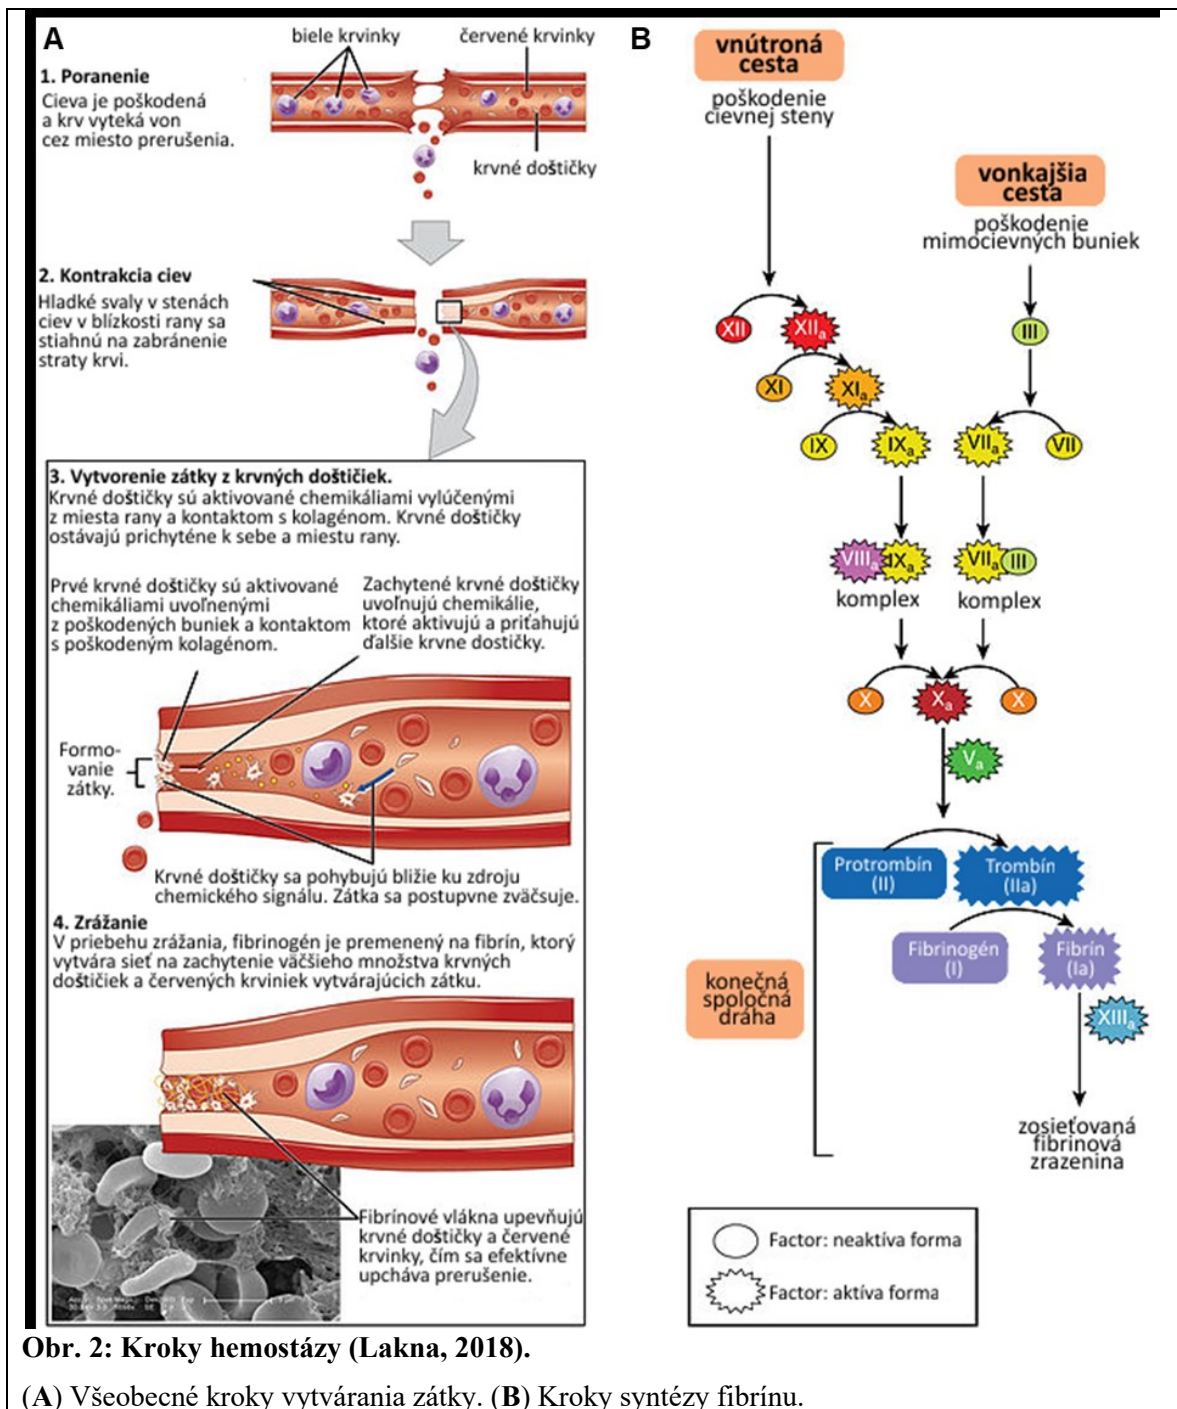 A
biele krvinky
červené krvinky
1. Poranenie
Cieva je poškodená
a krv vyteká von
cez miesto prerušenia.
krvné doštičky
2. Kontrakcia ciev
Hladké svaly v stenách
ciev v blízkosti rany sa
stiahnú na zabránenie
straty krvi.
3. Vytvorenie zátky z krvných doštičiek.
Krvné doštičky sú aktivované chemikáliami vylúčenými
z miesta rany a kontaktom s kolagénom. Krvné doštičky
ostávajú prichyténe k sebe a miestu rany.
Prvé krvné doštičky sú aktivované
chemikáliami uvoľnenými
z poškodených buniek a kontaktom
s poškodeným kolagénom.
Zachytené krvné doštičky
uvoľnujú chemikálie,
ktoré aktivujú a priťahujú
ďalšie krvne dostičky.
Formo-
vanie
zátky.
Krvné doštičky sa pohybujú bližie ku zdroju
chemického signálu. Zátka sa postupvne zväčsuje.
4. Zrážanie
V priebehu zrážania, fibrinogén je premenený na fibrín, ktorý
vytvára sieť na zachytenie väčšieho množstva krvných
doštičiek a červených krviniek vytvárajúcich zátku.
Fibrínové vlákna upevňujú
krvné doštičky a červené
krvinky, čím sa efektívne
upcháva prerušenie.
B
vnútroná
cesta
poškodenie
cievnej steny
vonkajšia
cesta
poškodenie
mimocievných buniek
XII
XIIa
III
XI
XIa
IX
IXa
VIIa
VII
VIIIa
IXa
VIIa
III
komplex
komplex
X
Xa
X
Va
Protrombín
(II)
Trombín
(IIa)
Fibrinogén
(I)
Fibrín
(Ia)
konečná
spoločná
dráha
XIIIa
zosieťovaná
fibrinová
zrazenina
Factor: neaktíva forma
Factor: aktíva forma
Obr. 2: Kroky hemostázy (Lakna, 2018).
(A) Všeobecné kroky vytvárania zátky. (B) Kroky syntézy fibrínu.